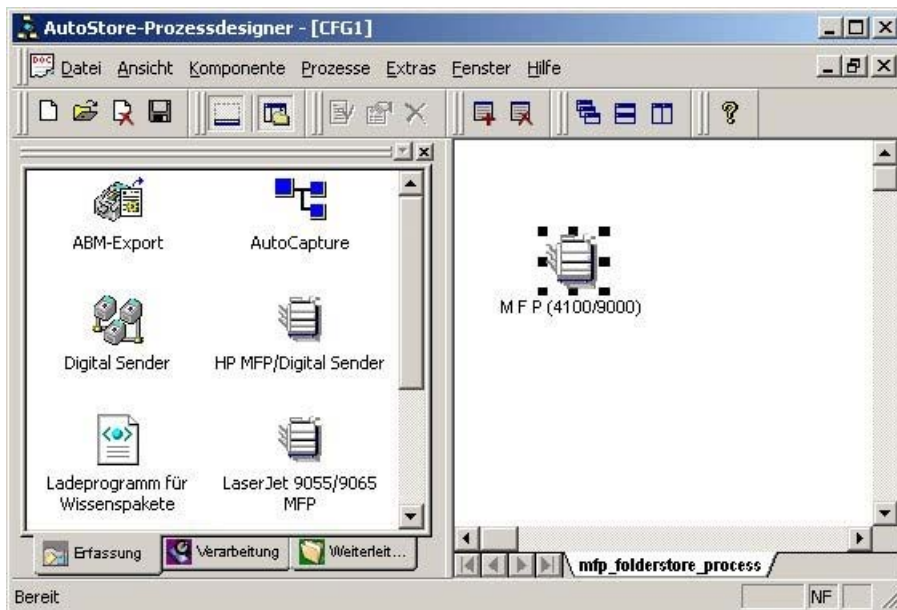 AutoStore-Prozessdesigner - [CFG1]
DOC
Datei Ansicht Komponente Prozesse Extras Fenster Hilfe
ABM-Export
AutoCapture
Digital Sender
HP MFP/Digital Sender
Ladeprogramm für
Wissenspakete
LaserJet 9055/9065
MFP
Erfassung
Verarbeitung
Weiterleit...
M F P (4100/9000)
mfp_folderstore_process
Bereit
NF